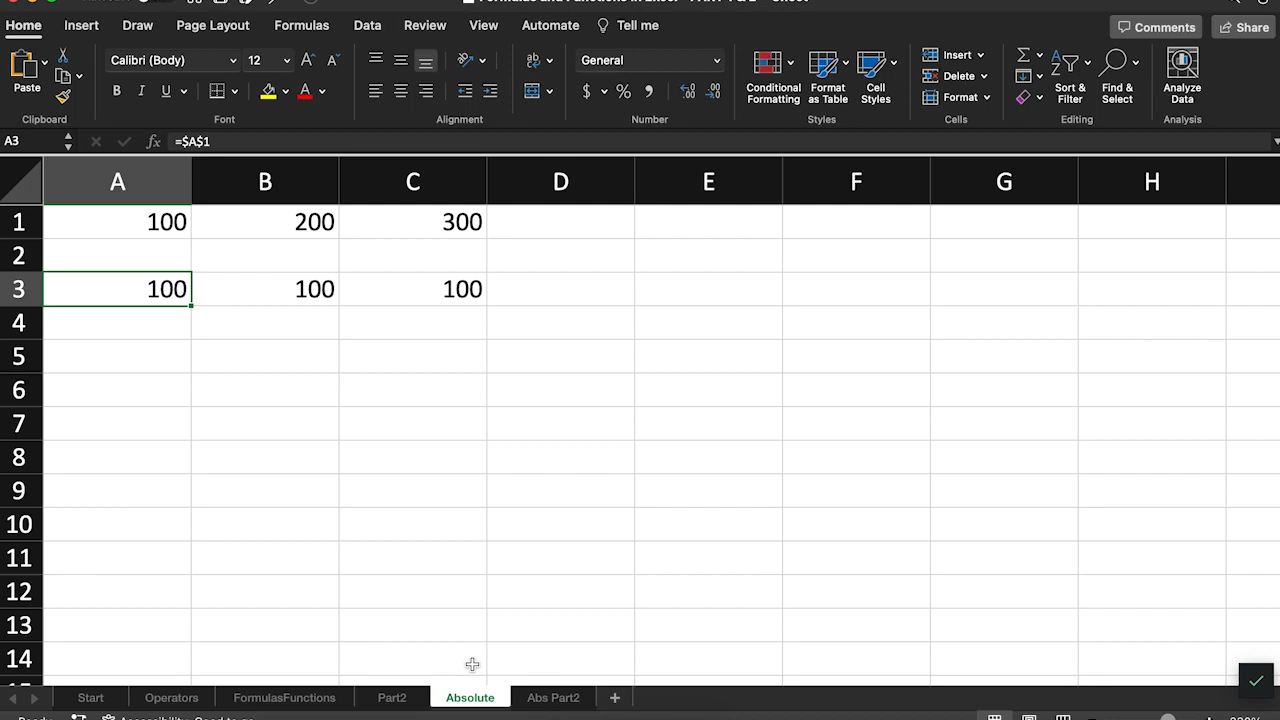 Home Insert Draw Page Layout Formulas Data Review View Automate Tell me Comments Share
Calibri (Body) 12 General
Paste
Conditional Formatting
Format as Table
Cell Styles
Insert
Delete
Format
Sort & Filter
Find & Select
Analyze Data
Clipboard Font Alignment Number Styles Cells Editing Analysis
A3 fx =$A$1
A B C D E F G H
1 100 200 300
2
3 100 100 100
4
5
6
7
8
9
10
11
12
13
14
Start Operators FormulasFunctions Part2 Absolute Abs Part2 +